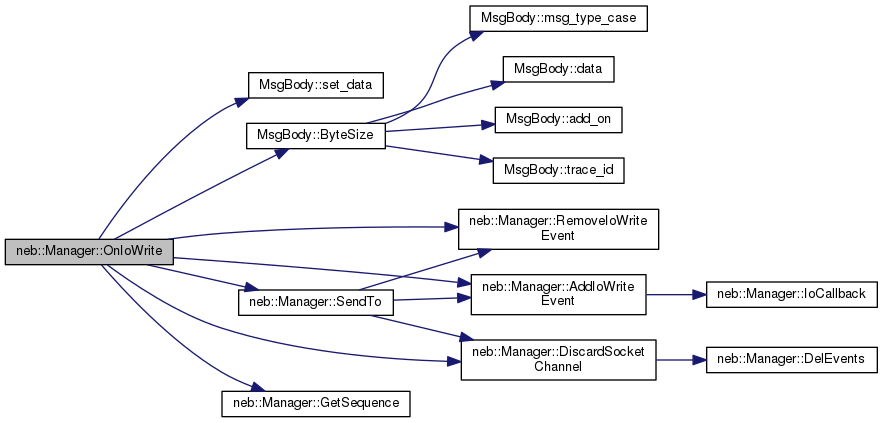 MsgBody::msg_type_case
MsgBody::data
MsgBody::set_data
MsgBody::add_on
MsgBody::ByteSize
MsgBody::trace_id
neb::Manager::RemoveIoWrite
Event
neb::Manager::OnIoWrite
neb::Manager::AddIoWrite
Event
neb::Manager::IoCallback
neb::Manager::SendTo
neb::Manager::DiscardSocket
Channel
neb::Manager::DelEvents
neb::Manager::GetSequence